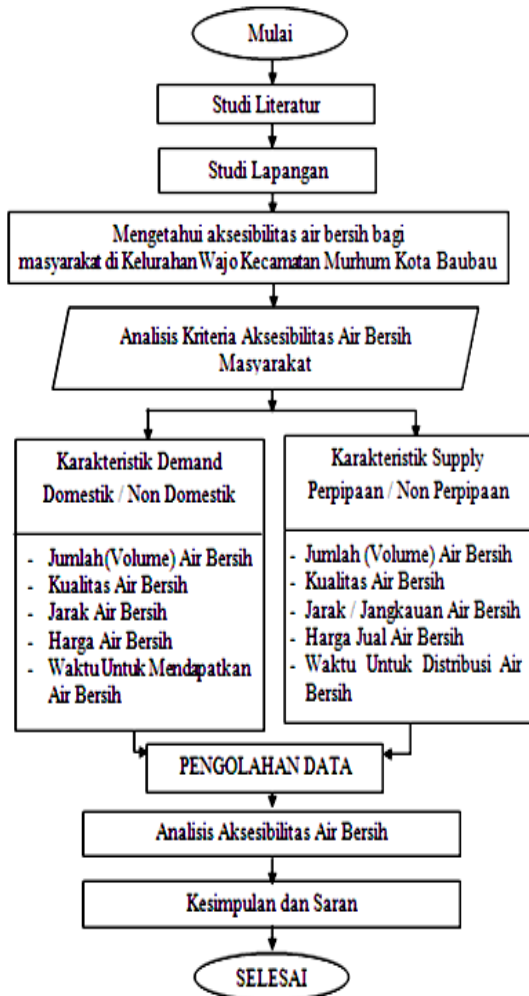 Mulai
Studi Literatur
Studi Lapangan
Mengetahui aksesibilitas air bersih bagi
masyarakat di Kelurahan Wajo Kecamatan Murhum Kota Baubau
Analisis Kriteria Aksesibilitas Air Bersih
Masyarakat
Karakteristik Demand
Domestik / Non Domestik
- Jumlah (Volume) Air Bersih
- Kualitas Air Bersih
- Jarak Air Bersih
- Harga Air Bersih
- Waktu Untuk Mendapatkan
Air Bersih
Karakteristik Supply
Perpipaan / Non Perpipaan
- Jumlah (Volume) Air Bersih
- Kualitas Air Bersih
- Jarak / Jangkauan Air Bersih
- Harga Jual Air Bersih
- Waktu Untuk Distribusi Air
Bersih
PENGOLAHAN DATA
Analisis Aksesibilitas Air Bersih
Kesimpulan dan Saran
SELESAI